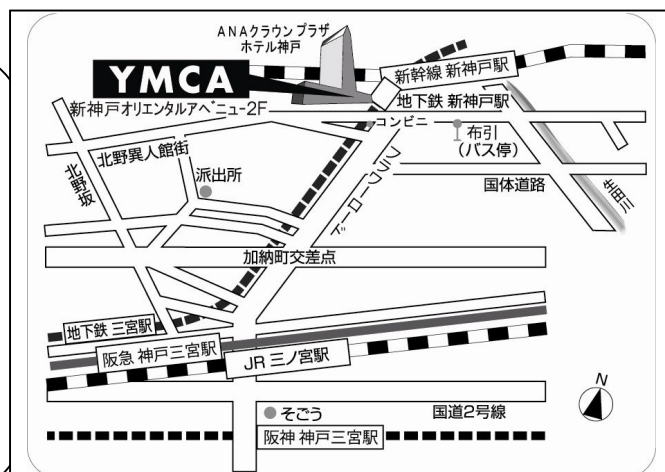 ANAクラウン プラザ
ホテル神戸
YMCA
新神戸オリエンタルアベニュー2F
新幹線 新神戸駅
地下鉄 新神戸駅
コンビニ
布引
(バス停)
北野異人館街
北野坂
派出所
フラワーロード
国体道路
生田川
加納町交差点
地下鉄 三宮駅
阪急 神戸三宮駅
JR 三ノ宮駅
N
そごう
国道2号線
阪神 神戸三宮駅